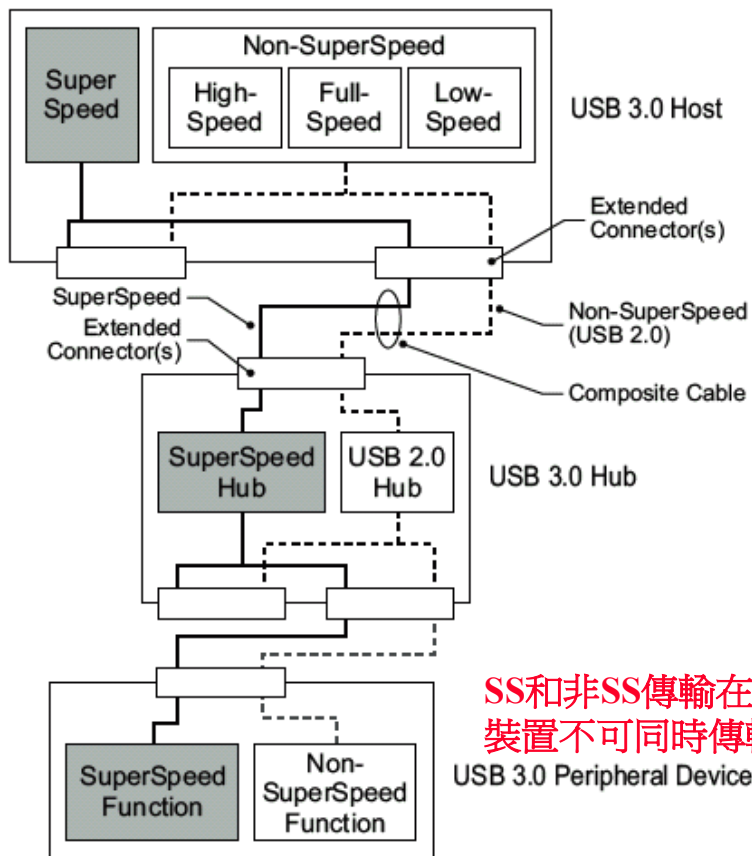 Super
Speed
Non-SuperSpeed
High-
Speed
Full-
Speed
Low-
Speed
USB 3.0 Host
Extended
Connector(s)
SuperSpeed
Extended
Connector(s)
Non-SuperSpeed
(USB 2.0)
Composite Cable
SuperSpeed
Hub
USB 2.0
Hub
USB 3.0 Hub
SS和非SS傳輸在
裝置不可同時傳輸
SuperSpeed
Function
Non-
SuperSpeed
Function
USB 3.0 Peripheral Device